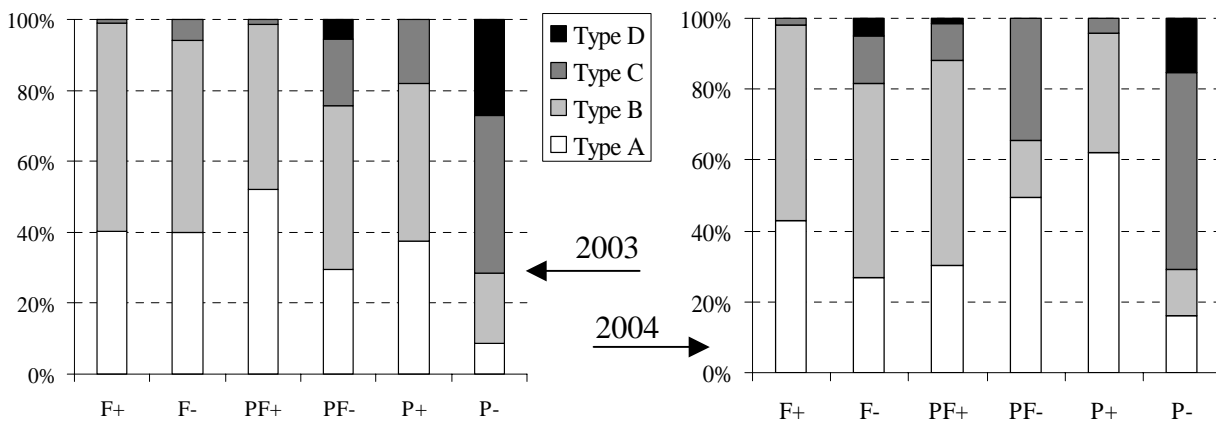 100%
80%
60%
40%
20%
0%
F+ F- PF+ PF- P+ P-
Type D
Type C
Type B
Type A
2003
2004
100%
80%
60%
40%
20%
0%
F+ F- PF+ PF- P+ P-